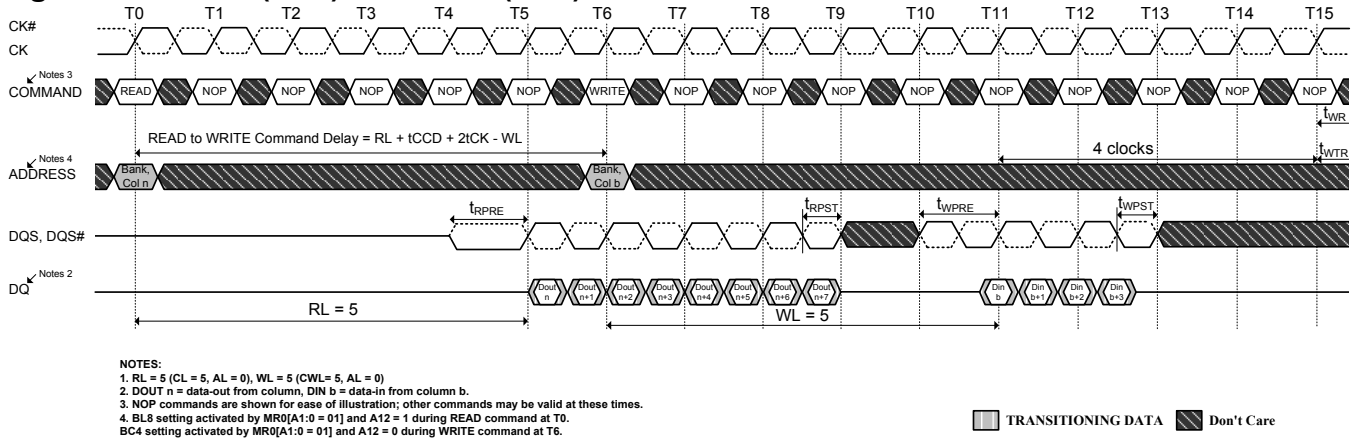 T0 T1 T2 T3 T4 T5 T6 T7 T8 T9 T10 T11 T12 T13 T14 T15
CK#
CK
Notes 3
COMMAND READ NOP NOP NOP NOP NOP WRITE NOP NOP NOP NOP NOP NOP NOP NOP NOP
tWR
READ to WRITE Command Delay = RL + tCCD + 2tCK - WL
4 clocks
tWTR
Notes 4
ADDRESS
Bank, Col n
Bank, Col b
tRPRE tRPST tWPRE tWPST
DQS, DQS#
Notes 2
DQ
Dout n Dout n+1 Dout n+2 Dout n+3 Dout n+4 Dout n+5 Dout n+6 Dout n+7 Din b Din b+1 Din b+2 Din b+3
RL = 5 WL = 5
NOTES:
1. RL = 5 (CL = 5, AL = 0), WL = 5 (CWL= 5, AL = 0)
2. DOUT n = data-out from column, DIN b = data-in from column b.
3. NOP commands are shown for ease of illustration; other commands may be valid at these times.
4. BL8 setting activated by MR0[A1:0 = 01] and A12 = 1 during READ command at T0.
BC4 setting activated by MR0[A1:0 = 01] and A12 = 0 during WRITE command at T6.
TRANSITIONING DATA Don't Care